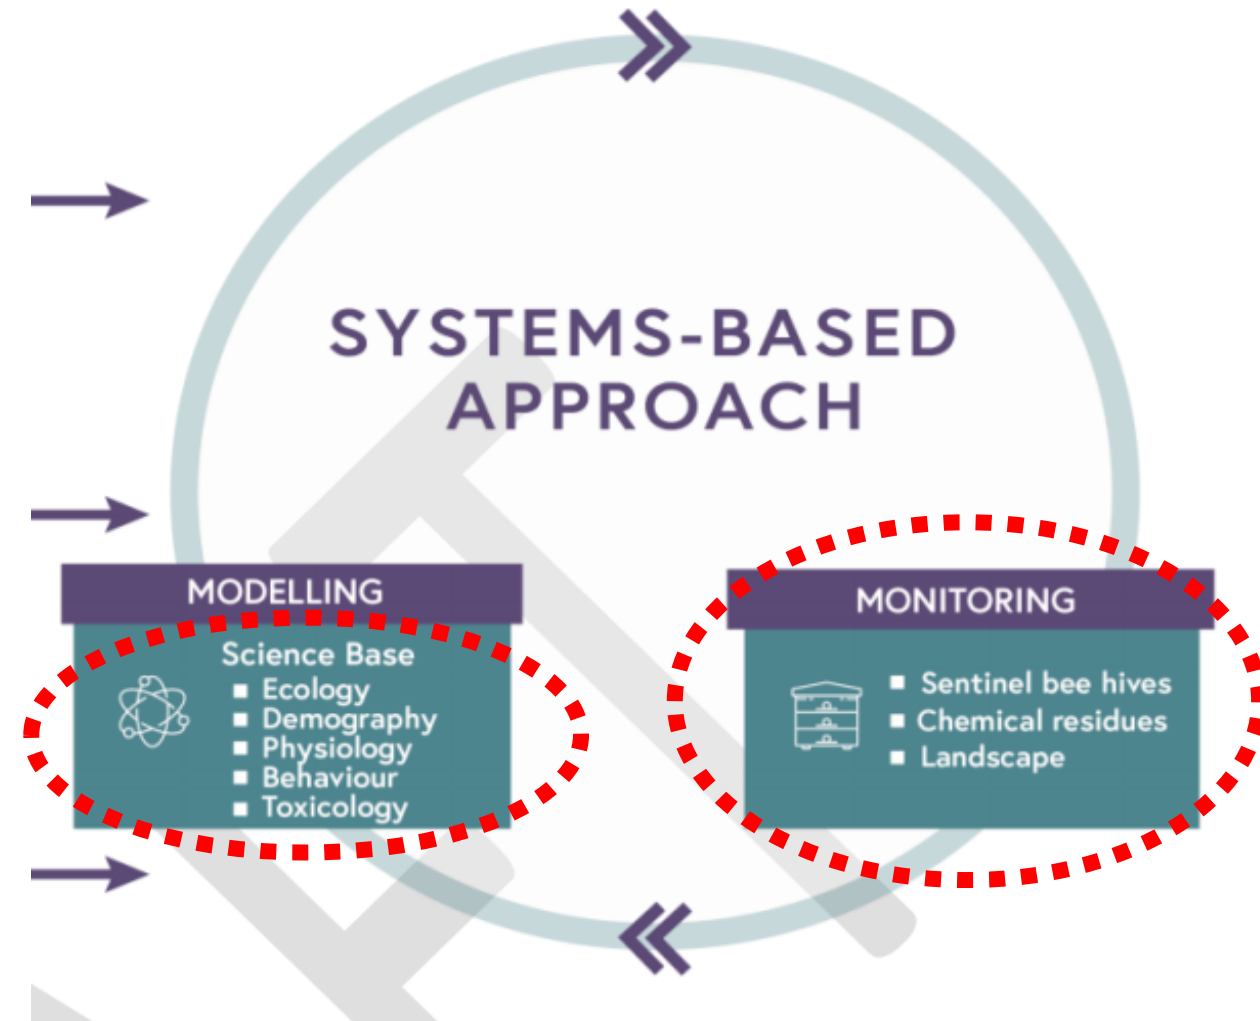 SYSTEMS-BASED
APPROACH
MODELLING
Science Base
Ecology
Demography
Physiology
Behaviour
Toxicology
MONITORING
Sentinel bee hives
Chemical residues
Landscape